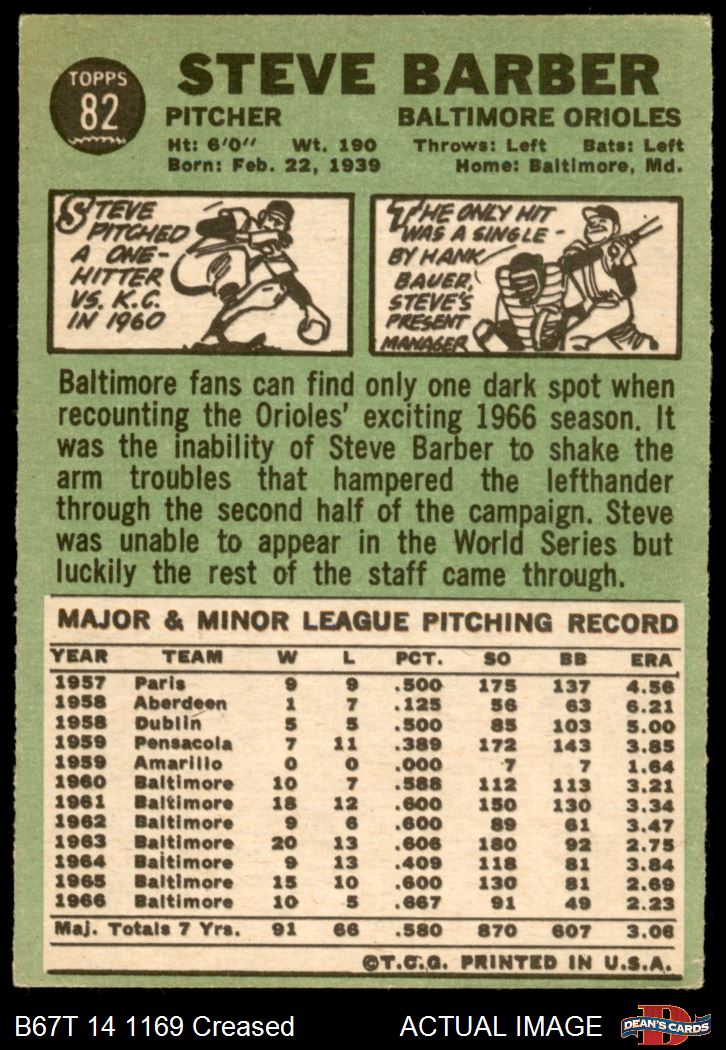 TOPPS
82
STEVE BARBER
PITCHER BALTIMORE ORIOLES
Ht: 6'0" Wt. 190 Throws: Left Bats: Left
Born: Feb. 22, 1939 Home: Baltimore, Md.
STEVE
PITCHED
A ONE-
HITTER
VS. K.C.
IN 1960
THE ONLY HIT
WAS A SINGLE -
BY HANK
BAUER,
STEVE'S
PRESENT
MANAGER
Baltimore fans can find only one dark spot when
recounting the Orioles' exciting 1966 season. It
was the inability of Steve Barber to shake the
arm troubles that hampered the lefthander
through the second half of the campaign. Steve
was unable to appear in the World Series but
luckily the rest of the staff came through.
MAJOR & MINOR LEAGUE PITCHING RECORD
YEAR TEAM W L PCT. SO BB ERA
1957 Paris 9 9 .500 175 137 4.56
1958 Aberdeen 1 7 .125 56 63 6.21
1958 Dublin 5 5 .500 85 103 5.00
1959 Pensacola 7 11 .389 172 143 3.85
1959 Amarillo 0 0 .000 7 7 1.64
1960 Baltimore 10 7 .588 112 113 3.21
1961 Baltimore 18 12 .600 150 130 3.34
1962 Baltimore 9 6 .600 89 61 3.47
1963 Baltimore 20 13 .606 180 92 2.75
1964 Baltimore 9 13 .409 118 81 3.84
1965 Baltimore 15 10 .600 130 81 2.69
1966 Baltimore 10 5 .667 91 49 2.23
Maj. Totals 7 Yrs. 91 66 .580 870 607 3.06
©T.C.G. PRINTED IN U.S.A.
B67T 14 1169 Creased ACTUAL IMAGE
D
DEAN'S CARDS